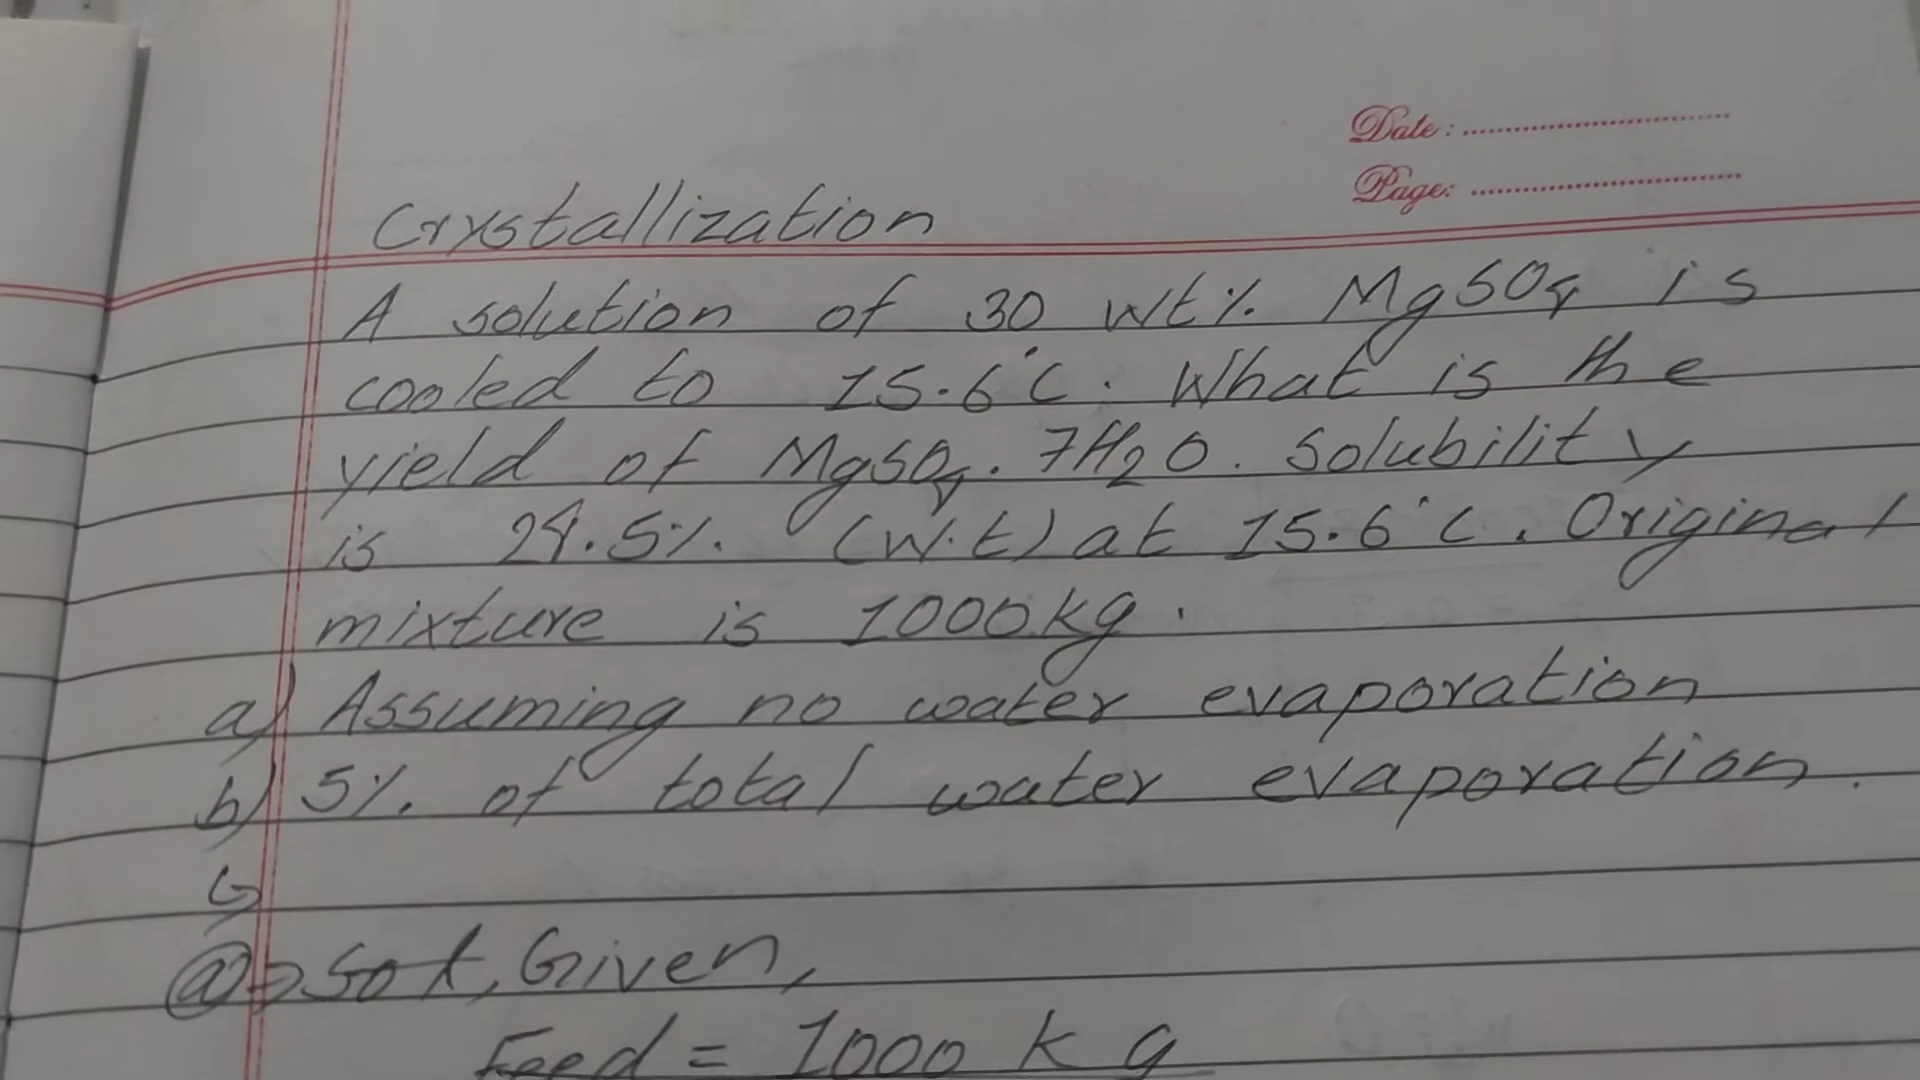 Date: ..............................
Page: ..............................
Crystallization
A solution of 30 wt% MgSO4 is
cooled to 15.6°C. What is the
yield of MgSO4. 7H2O. Solubility
is 24.5%. (w.t) at 15.6°C. Original
mixture is 1000kg.
a) Assuming no water evaporation
b) 5% of total water evaporation.
ⓐ⇒ Sol, Given,
Feed = 1000 kg